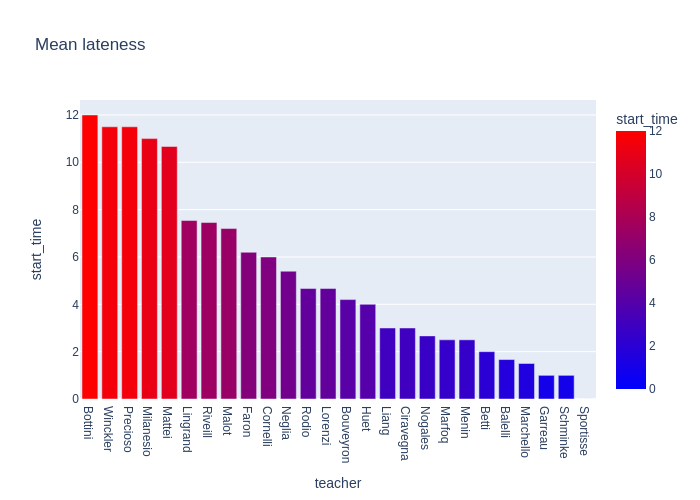 Mean lateness
start_time
12
10
8
6
4
2
0
start_time
12
10
8
6
4
2
0
Bottini
Winckler
Precioso
Milanesio
Mattei
Lingrand
Riveill
Malot
Faron
Cornelli
Neglia
Rodio
Lorenzi
Bouveyron
Huet
Liang
Ciravegna
Nogales
Marfoq
Menin
Betti
Balelli
Marchello
Garreau
Schminke
Sportisse
teacher